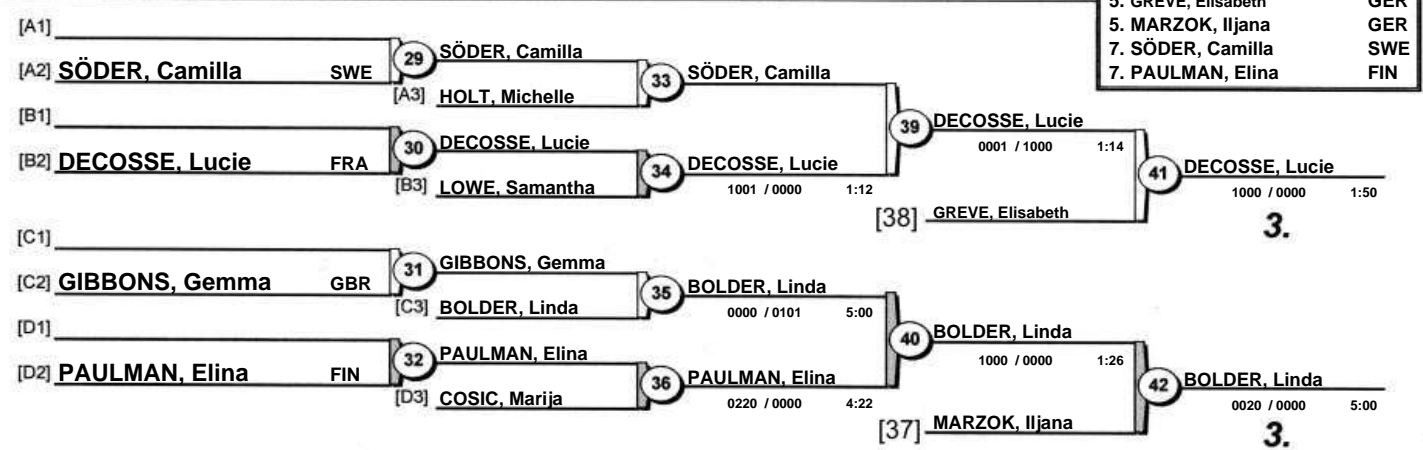 5. GREVE, Elisabeth GER
5. MARZOK, Iljana GER
7. SÖDER, Camilla SWE
7. PAULMAN, Elina FIN
[A1]
[A2] SÖDER, Camilla SWE
29
SÖDER, Camilla
[A3] HOLT, Michelle
33
SÖDER, Camilla
[B1]
[B2] DECOSSE, Lucie FRA
30
DECOSSE, Lucie
[B3] LOWE, Samantha
34
DECOSSE, Lucie
1001 / 0000 1:12
39
DECOSSE, Lucie
0001 / 1000 1:14
[38] GREVE, Elisabeth
41
DECOSSE, Lucie
1000 / 0000 1:50
3.
[C1]
[C2] GIBBONS, Gemma GBR
31
GIBBONS, Gemma
[C3] BOLDER, Linda
35
BOLDER, Linda
0000 / 0101 5:00
[D1]
[D2] PAULMAN, Elina FIN
32
PAULMAN, Elina
[D3] COSIC, Marija
36
PAULMAN, Elina
0220 / 0000 4:22
40
BOLDER, Linda
1000 / 0000 1:26
[37] MARZOK, Iljana
42
BOLDER, Linda
0020 / 0000 5:00
3.